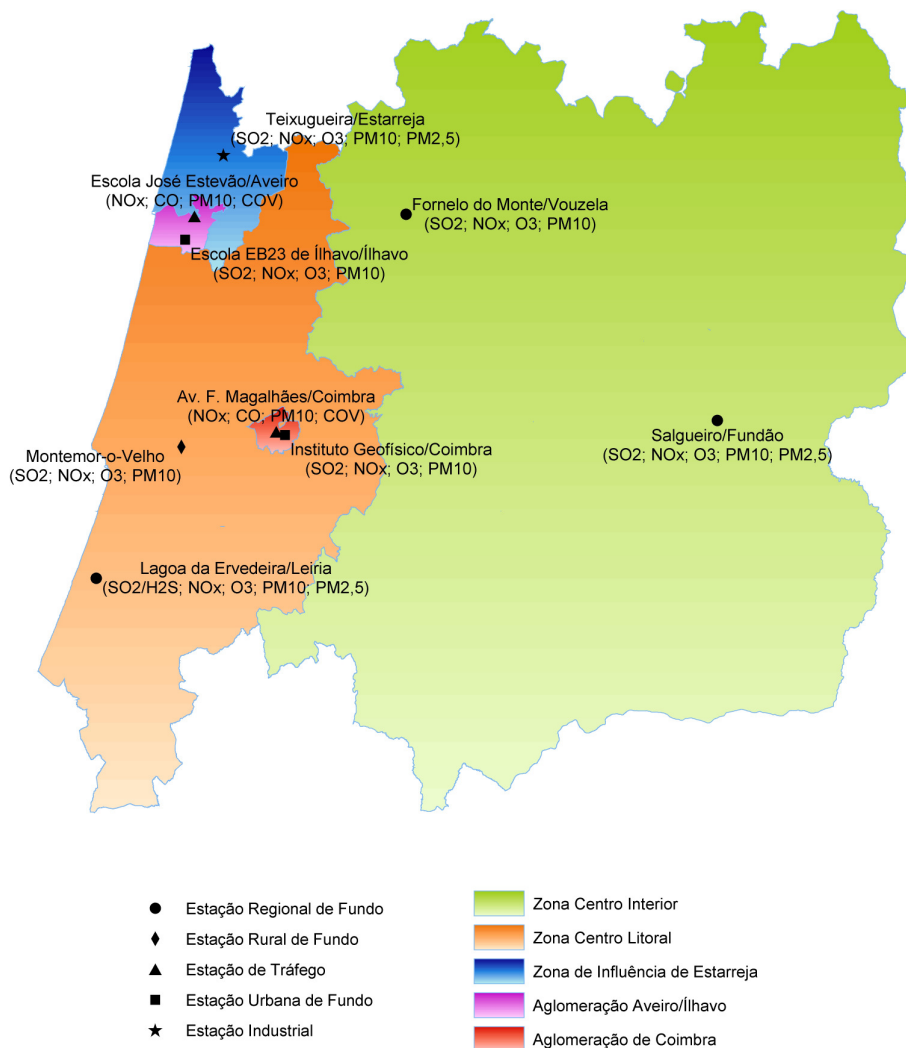 Teixugueira/Estarreja
(SO2; NOx; O3; PM10; PM2,5)
Escola José Estevão/Aveiro
(NOx; CO; PM10; COV)
Fornelo do Monte/Vouzela
(SO2; NOx; O3; PM10)
Escola EB23 de Ílhavo/Ílhavo
(SO2; NOx; O3; PM10)
Av. F. Magalhães/Coimbra
(NOx; CO; PM10; COV)
Instituto Geofísico/Coimbra
(SO2; NOx; O3; PM10)
Salgueiro/Fundão
(SO2; NOx; O3; PM10; PM2,5)
Montemor-o-Velho
(SO2; NOx; O3; PM10)
Lagoa da Ervedeira/Leiria
(SO2/H2S; NOx; O3; PM10; PM2,5)
Estação Regional de Fundo
Estação Rural de Fundo
Estação de Tráfego
Estação Urbana de Fundo
Estação Industrial
Zona Centro Interior
Zona Centro Litoral
Zona de Influência de Estarreja
Aglomeração Aveiro/Ílhavo
Aglomeração de Coimbra